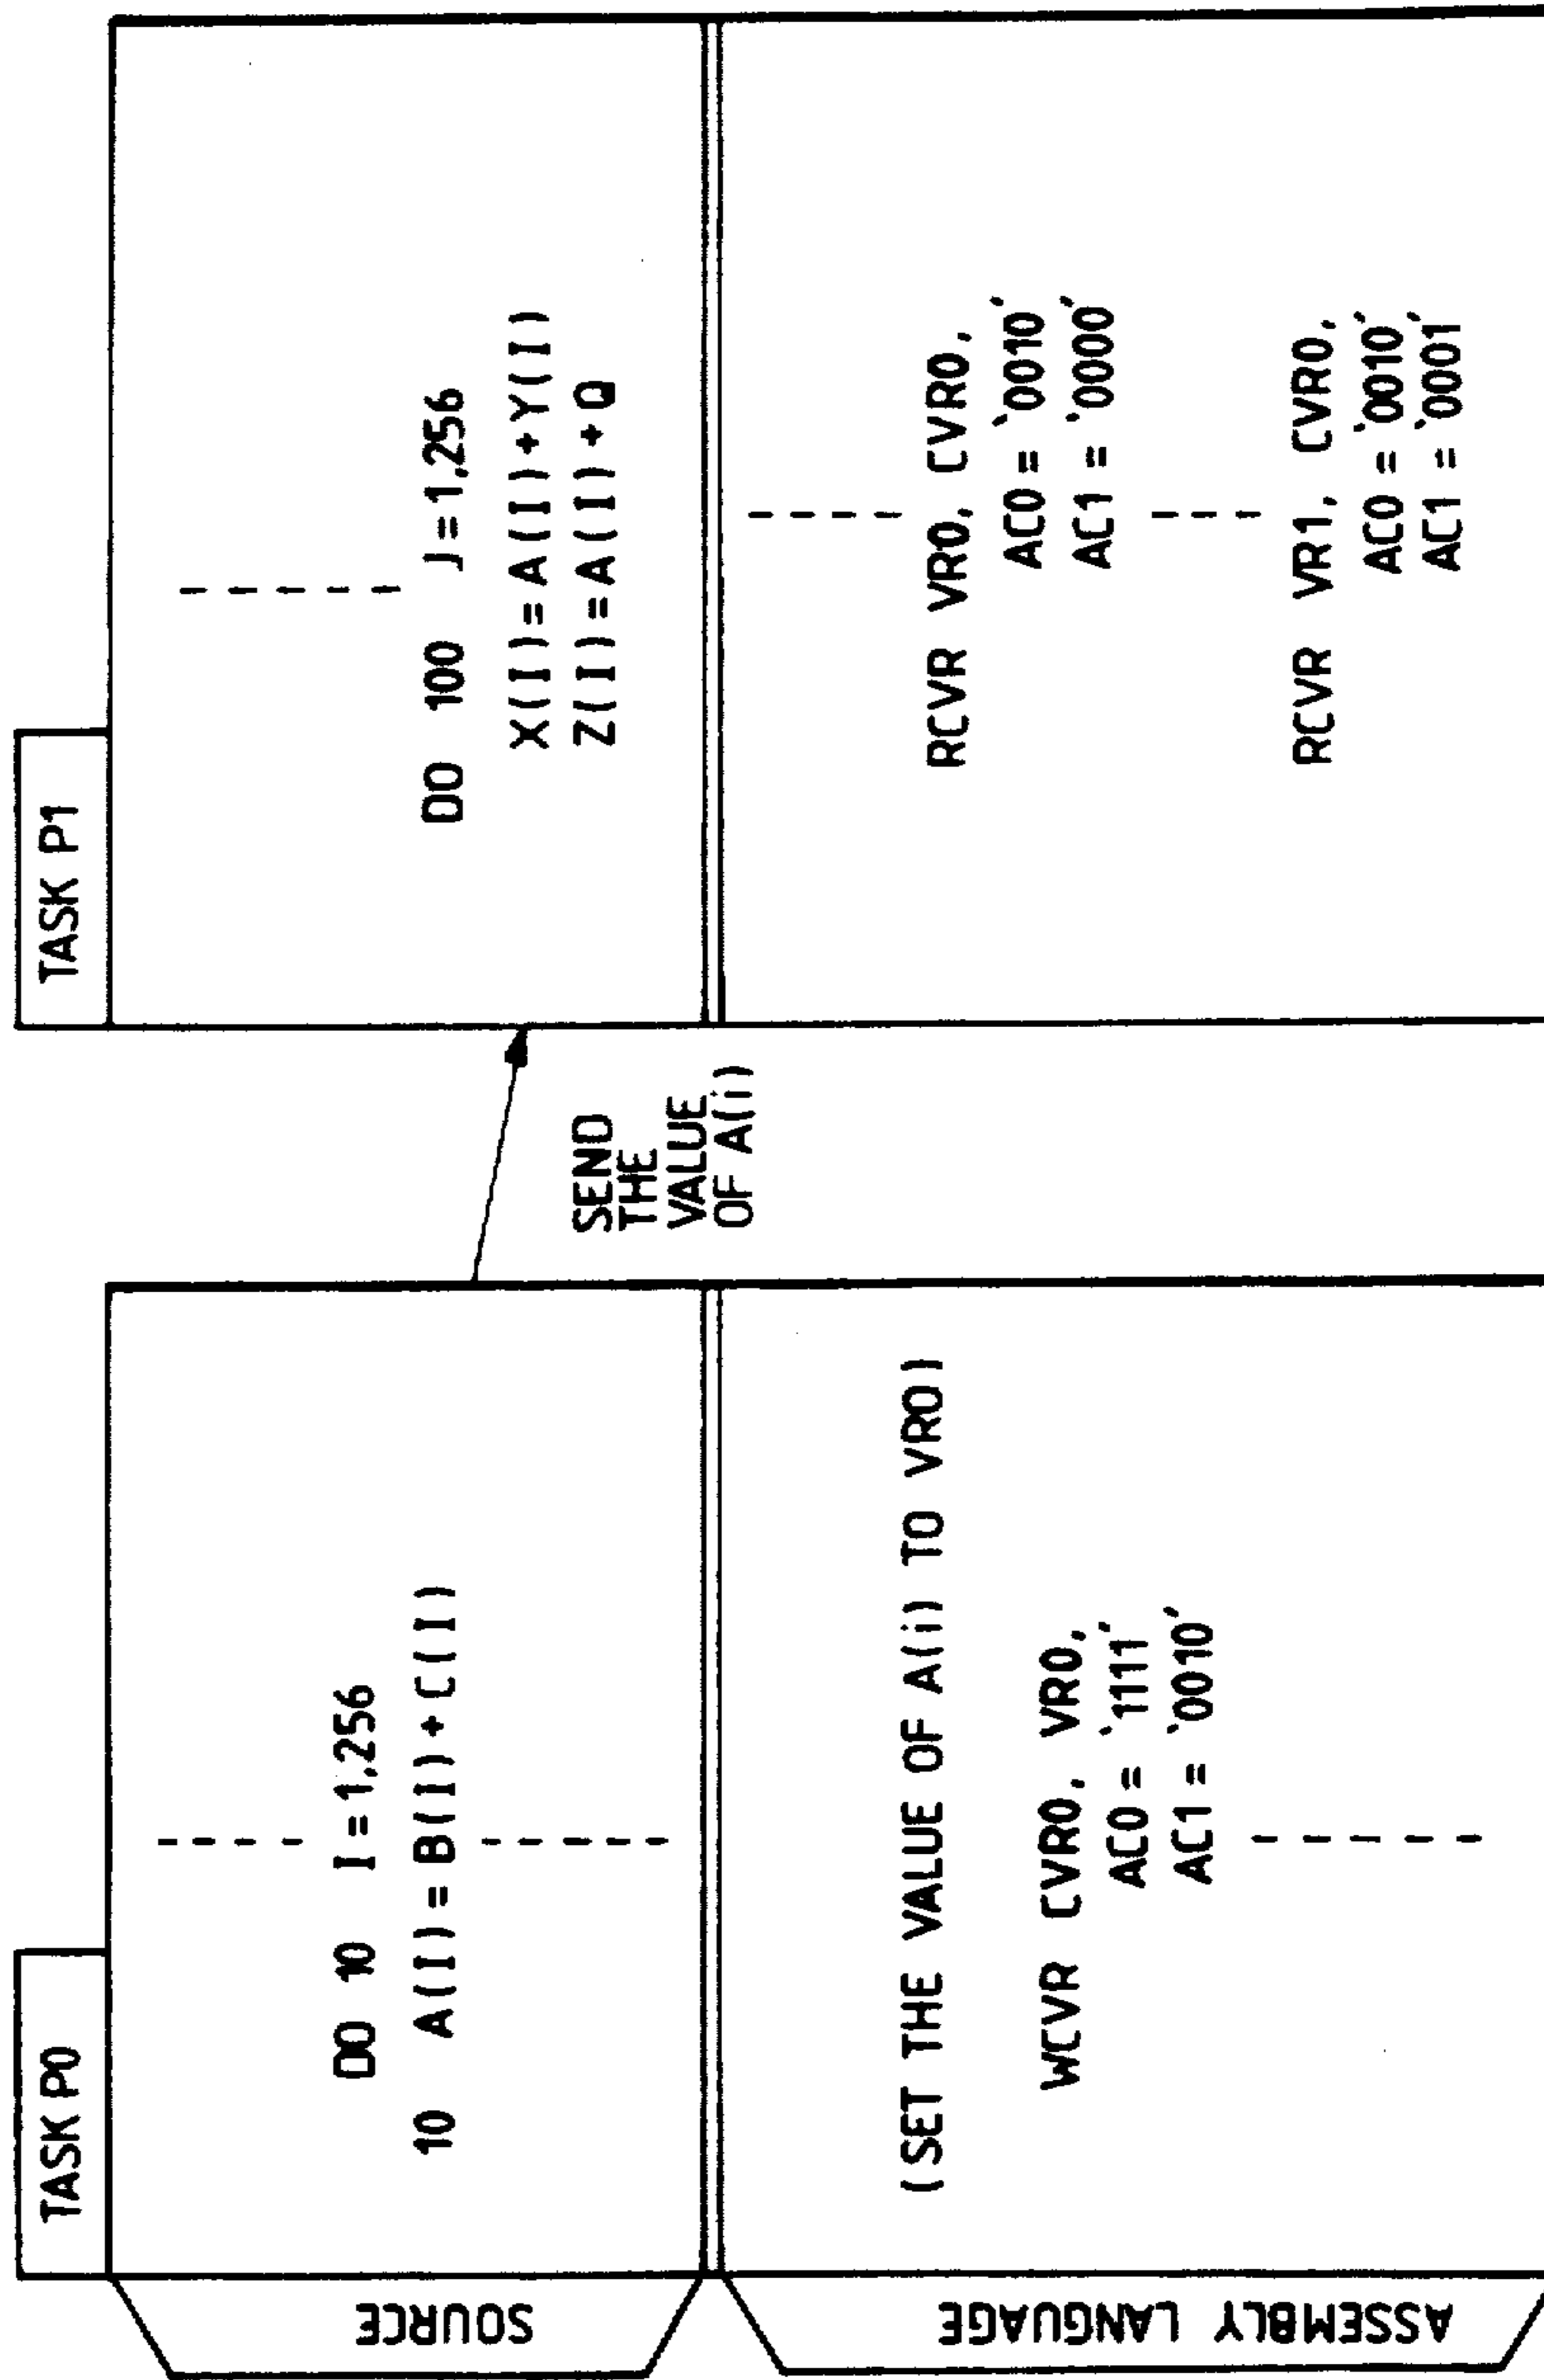 TASK P0
SOURCE
DO 10 I=1,256
10 A(I)=B(I)+C(I)
ASSEMBLY LANGUAGE
(SET THE VALUE OF A(i) TO VR0)
WCVR CVR0, VR0,
AC0 = '1111'
AC1 = '0010'
SEND
THE
VALUE
OF A(i)
TASK P1
DO 100 J=1,256
X(I)=A(I)+Y(I)
Z(I)=A(I)+Q
RCVR VR0, CVR0,
AC0 = '0010'
AC1 = '0000'
RCVR VR1, CVR0,
AC0 = '0010'
AC1 = '0001'